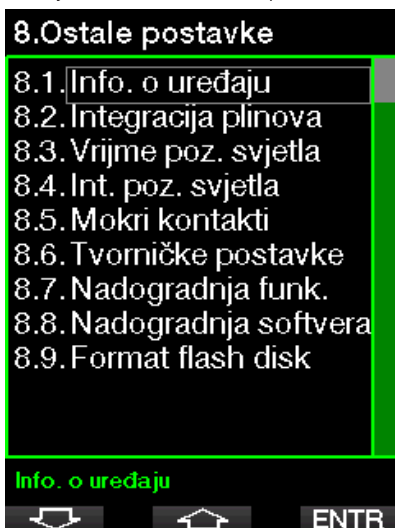 8.Ostale postavke
8.1.Info. o uređaju
8.2.Integracija plinova
8.3.Vrijme poz. svjetla
8.4.Int. poz. svjetla
8.5.Mokri kontakti
8.6.Tvorničke postavke
8.7.Nadogradnja funk.
8.8.Nadogradnja softvera
8.9.Format flash disk
Info. o uređaju
ENTR